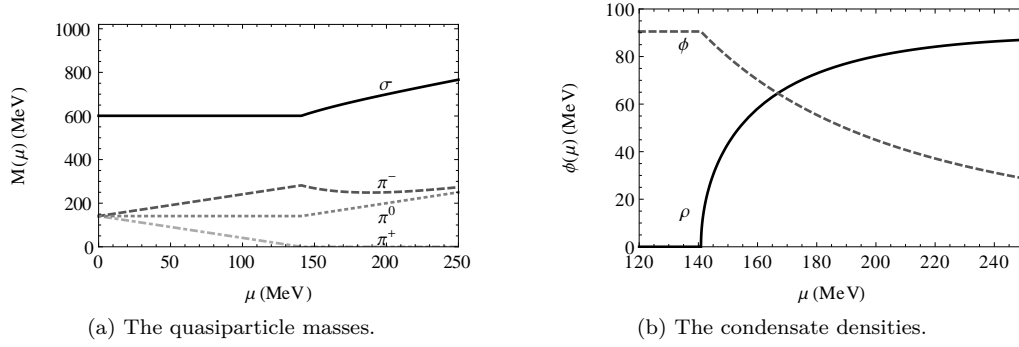 1000
800
600
400
200
0
M(μ) (MeV)
σ
π⁻
π⁰
π⁺
0 50 100 150 200 250
μ (MeV)
(a) The quasiparticle masses.
100
80
60
40
20
0
ϕ(μ) (MeV)
ϕ
ρ
120 140 160 180 200 220 240
μ (MeV)
(b) The condensate densities.